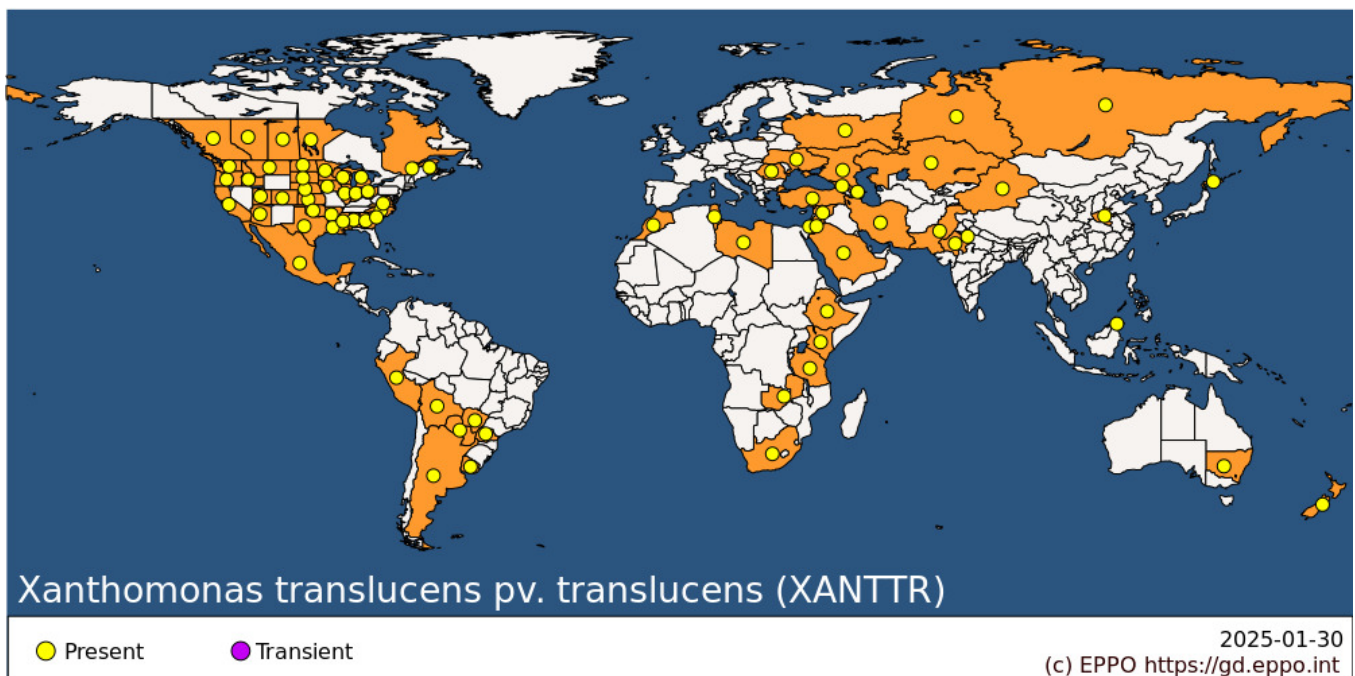 Xanthomonas translucens pv. translucens (XANTTR)
Present
Transient
2025-01-30
(c) EPPO https://gd.eppo.int